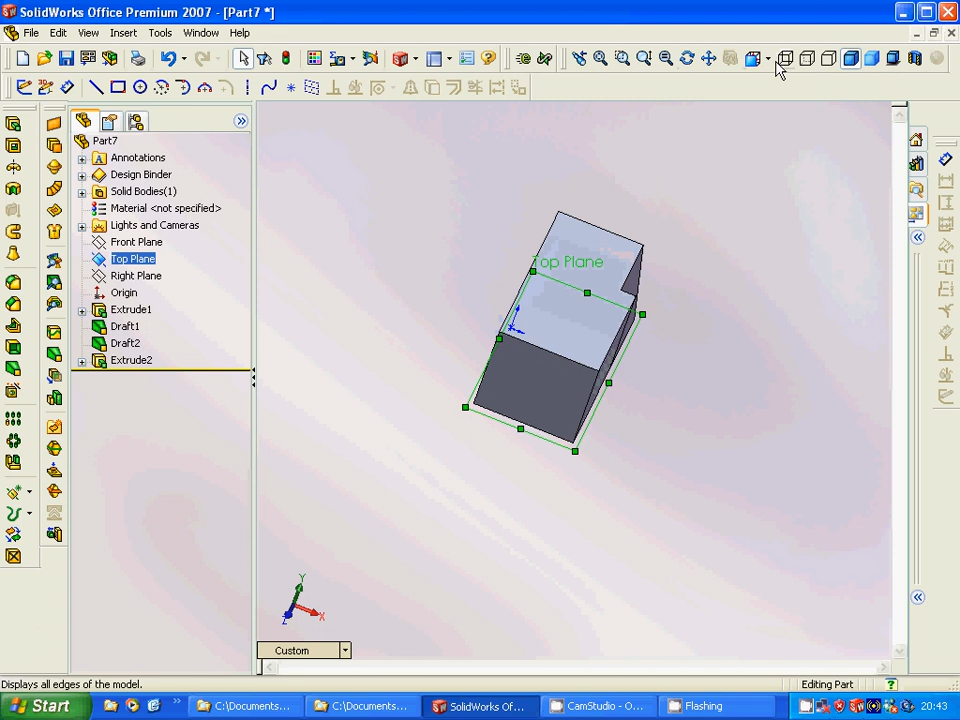 SolidWorks Office Premium 2007 - [Part7 *]
File Edit View Insert Tools Window Help
Part7
A Annotations
Design Binder
Solid Bodies(1)
Material <not specified>
Lights and Cameras
Front Plane
Top Plane
Right Plane
Origin
Extrude1
Draft1
Draft2
Extrude2
Top Plane
Y
X
Z
Custom
Displays all edges of the model.
Editing Part
?
Start
C:\Documents...
C:\Documents...
SolidWorks Of...
CamStudio - O...
Flashing
20:43